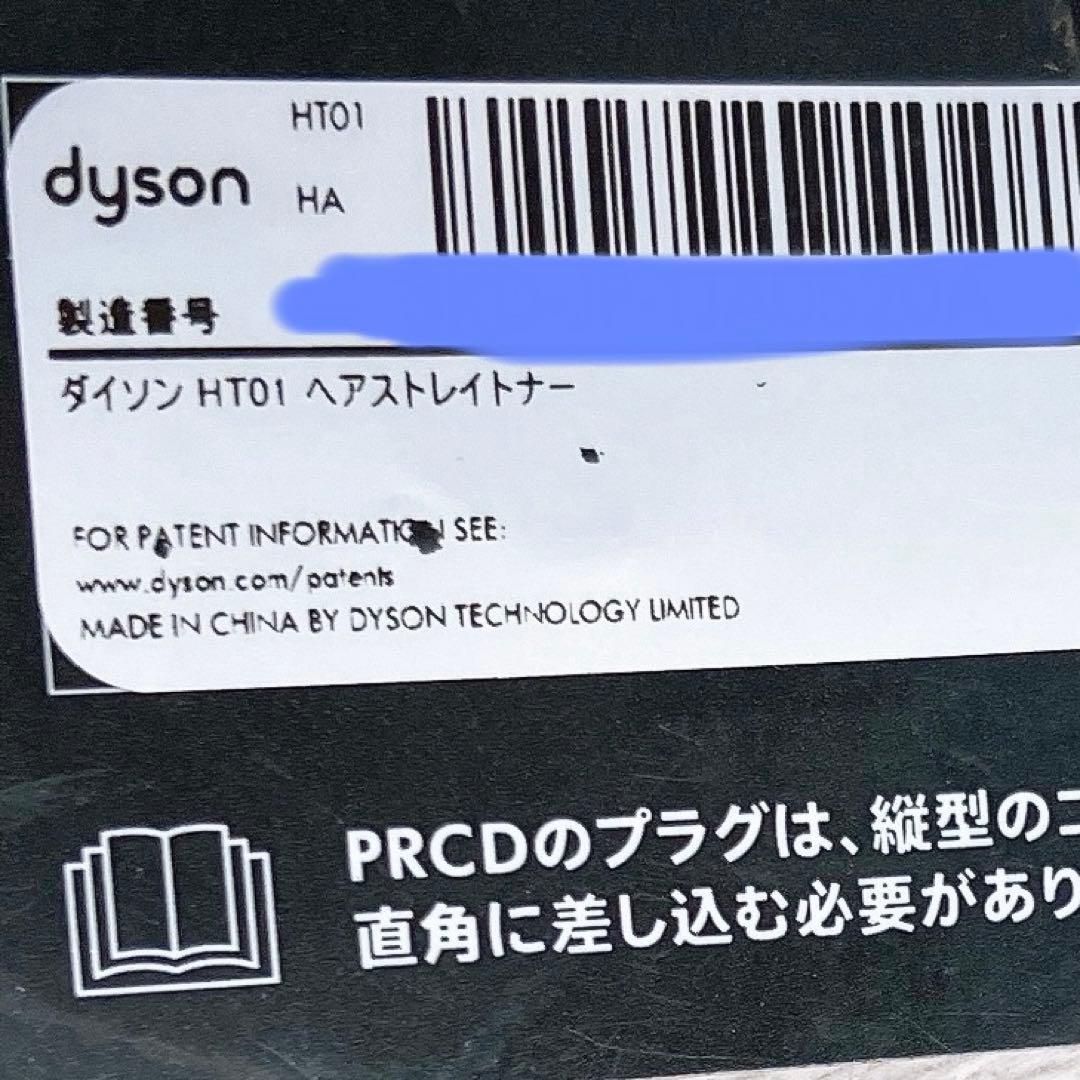 HT01
dyson
HA
製造番号
ダイソン HT01 ヘアストレイトナー
FOR PATENT INFORMATION SEE:
www.dyson.com/patents
MADE IN CHINA BY DYSON TECHNOLOGY LIMITED
PRCDのプラグは、縦型のコ
直角に差し込む必要があり